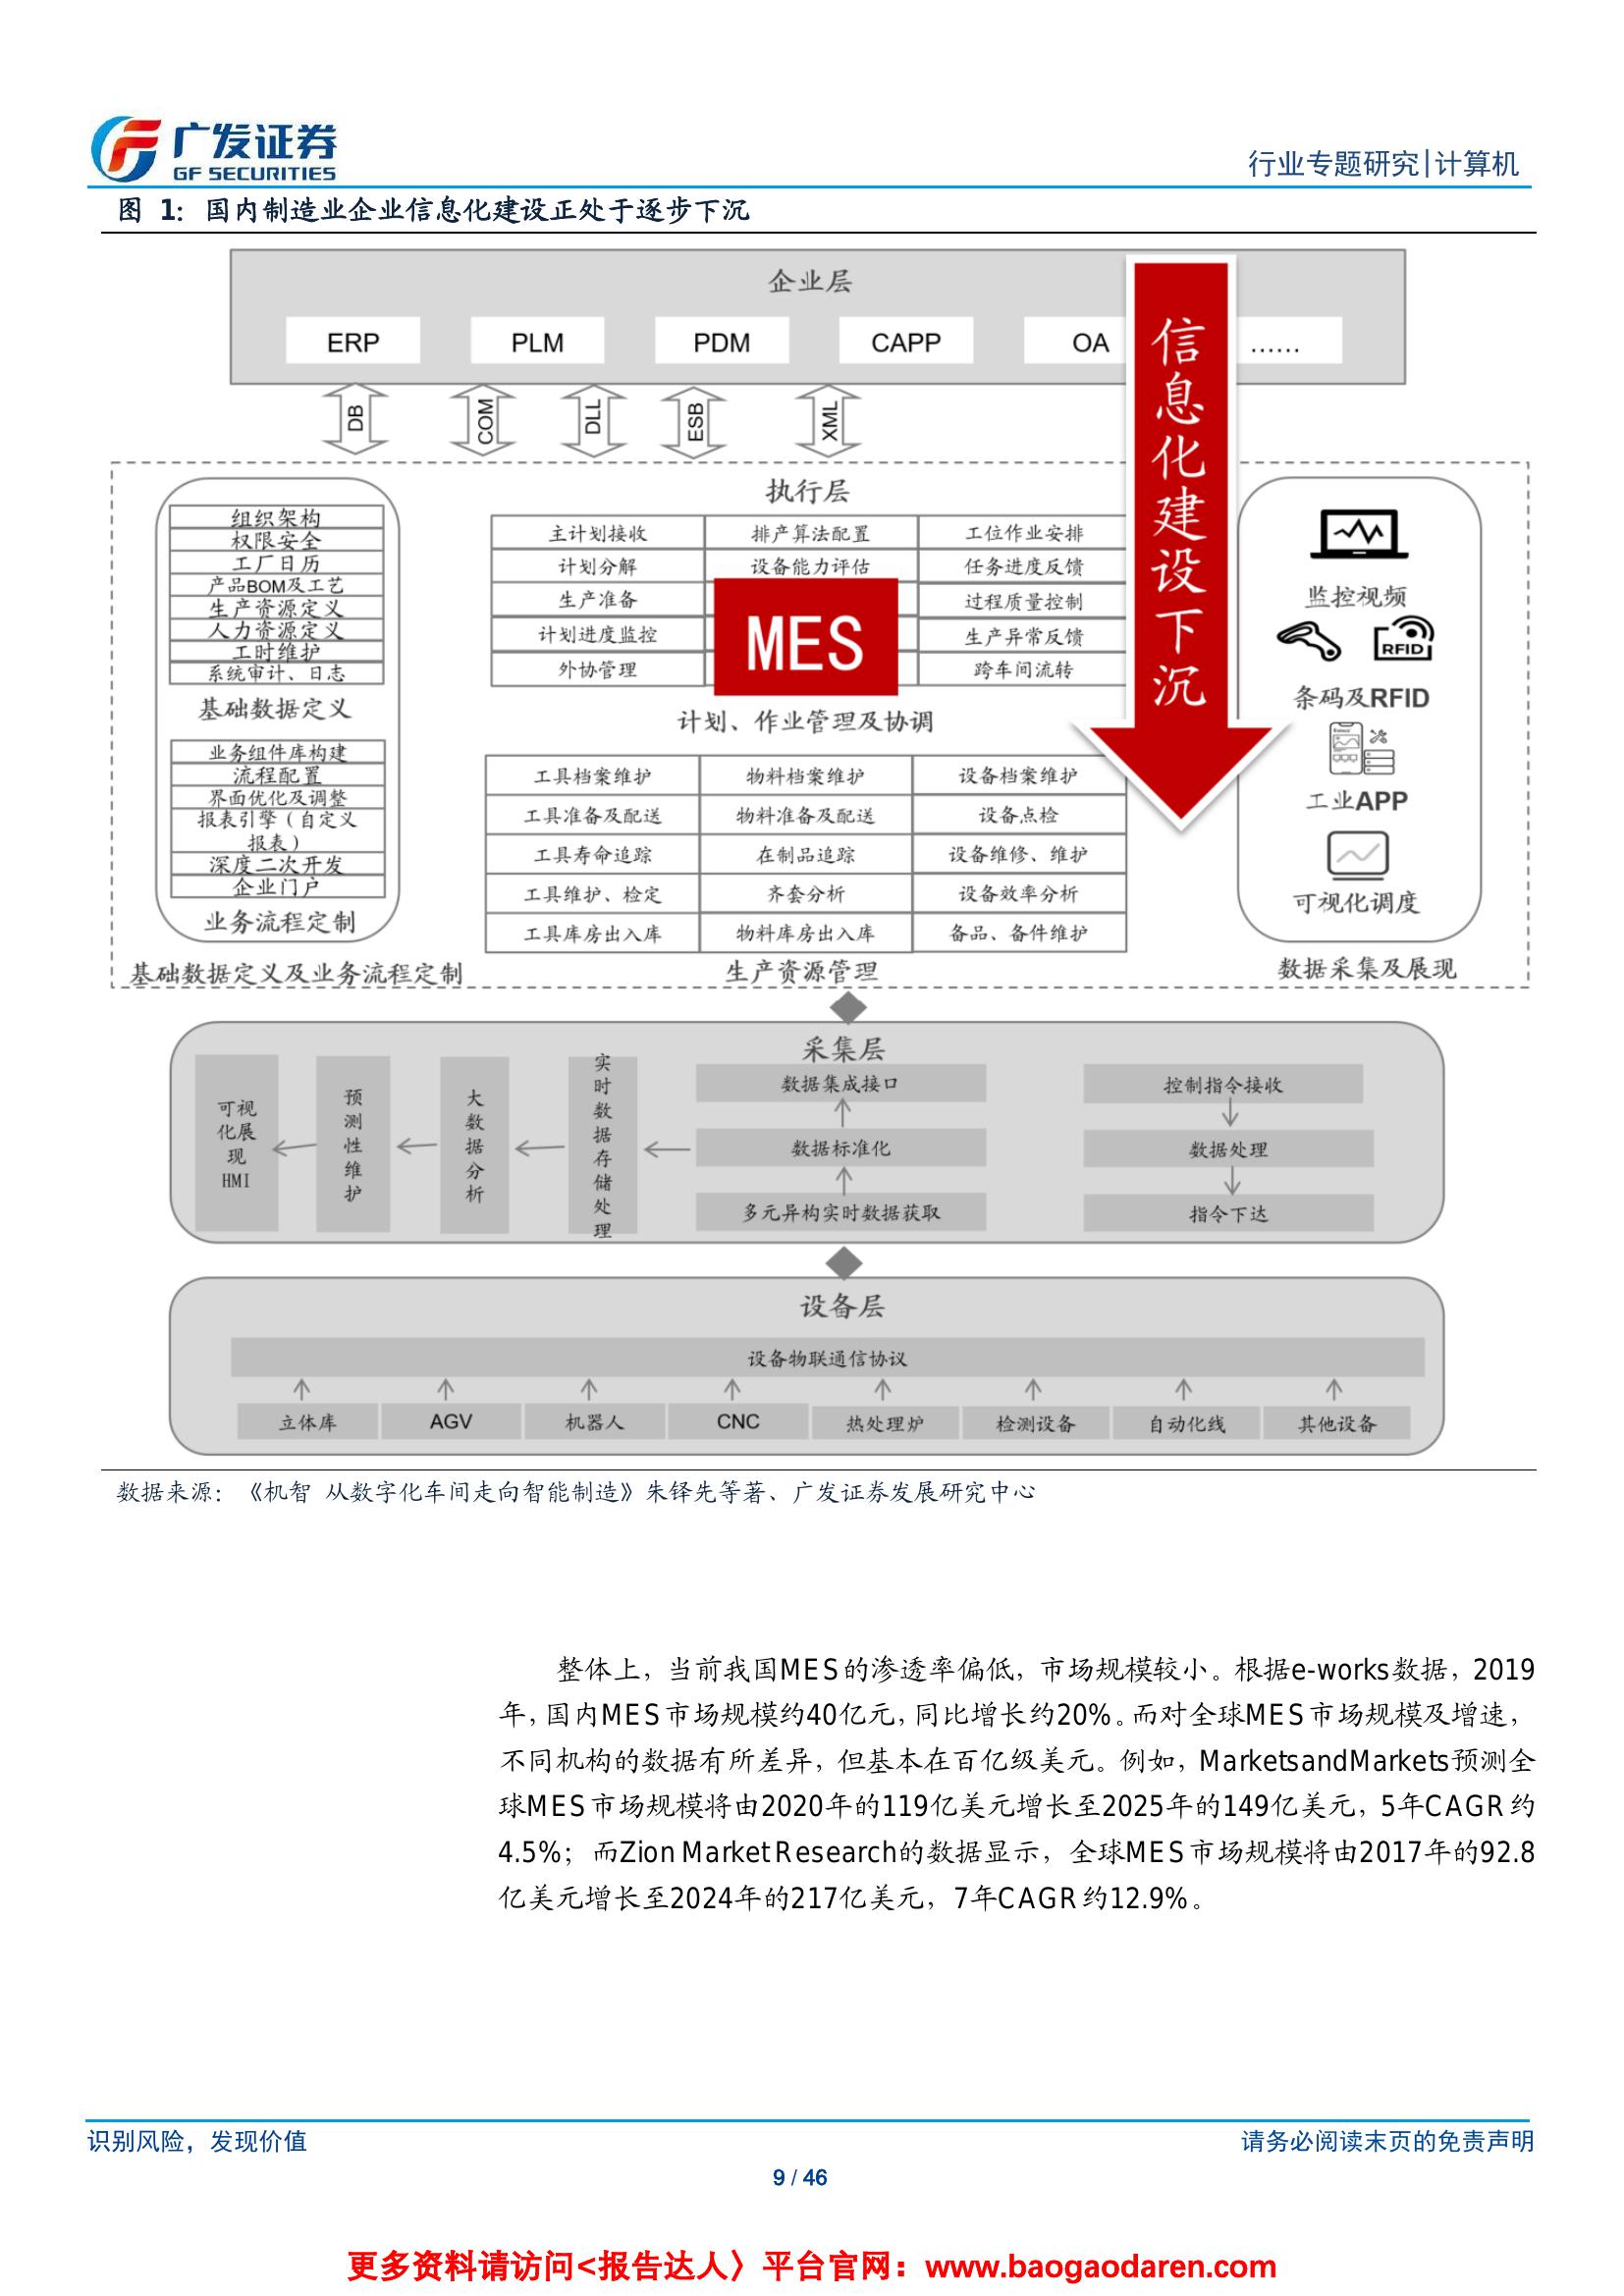 广发证券
GF SECURITIES
行业专题研究|计算机
图 1：国内制造业企业信息化建设正处于逐步下沉
企业层
ERP
PLM
PDM
CAPP
OA
……
DB
COM
DLL
ESB
XML
信息化建设下沉
执行层
组织架构
权限安全
工厂日历
产品BOM及工艺
生产资源定义
人力资源定义
工时维护
系统审计、日志
基础数据定义
业务组件库构建
流程配置
界面优化及调整
报表引擎（自定义
报表）
深度二次开发
企业门户
业务流程定制
基础数据定义及业务流程定制
主计划接收
排产算法配置
工位作业安排
计划分解
设备能力评估
任务进度反馈
生产准备
过程质量控制
计划进度监控
生产异常反馈
外协管理
跨车间流转
MES
计划、作业管理及协调
工具档案维护
物料档案维护
设备档案维护
工具准备及配送
物料准备及配送
设备点检
工具寿命追踪
在制品追踪
设备维修、维护
工具维护、检定
齐套分析
设备效率分析
工具库房出入库
物料库房出入库
备品、备件维护
生产资源管理
监控视频
RFID
条码及RFID
工业APP
可视化调度
数据采集及展现
采集层
可视
化展
现
HMI
预测性维护
大数据分析
实时数据存储处理
数据集成接口
数据标准化
多元异构实时数据获取
控制指令接收
数据处理
指令下达
设备层
设备物联通信协议
立体库
AGV
机器人
CNC
热处理炉
检测设备
自动化线
其他设备
数据来源：《机智 从数字化车间走向智能制造》朱铎先等著、广发证券发展研究中心
整体上，当前我国MES的渗透率偏低，市场规模较小。根据e-works数据，2019
年，国内MES市场规模约40亿元，同比增长约20%。而对全球MES市场规模及增速，
不同机构的数据有所差异，但基本在百亿级美元。例如，MarketsandMarkets预测全
球MES市场规模将由2020年的119亿美元增长至2025年的149亿美元，5年CAGR约
4.5%；而Zion Market Research的数据显示，全球MES市场规模将由2017年的92.8
亿美元增长至2024年的217亿美元，7年CAGR约12.9%。
识别风险，发现价值
请务必阅读末页的免责声明
9 / 46
更多资料请访问<报告达人〉平台官网：www.baogaodaren.com